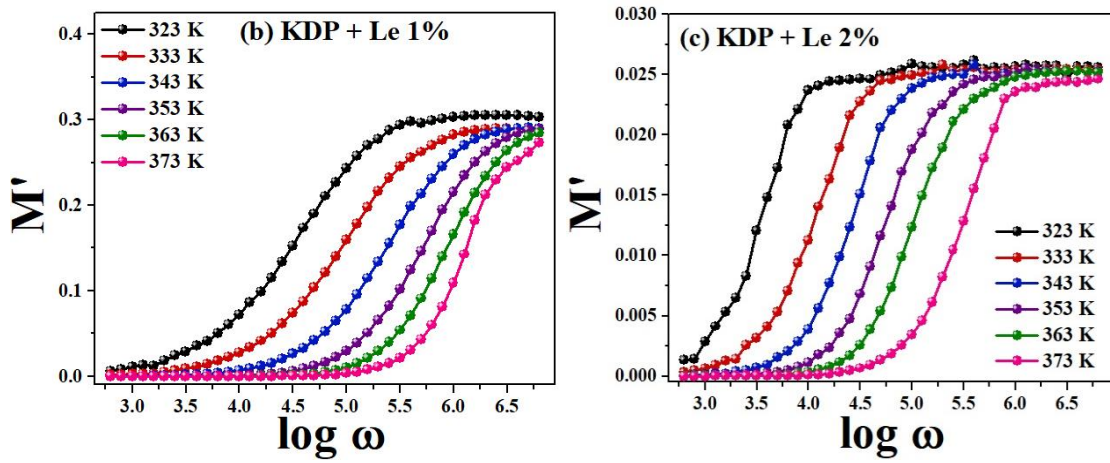 (b) KDP + Le 1%
323 K
333 K
343 K
353 K
363 K
373 K
M'
0.4
0.3
0.2
0.1
0.0
3.0 3.5 4.0 4.5 5.0 5.5 6.0 6.5
log ω
(c) KDP + Le 2%
M'
0.030
0.025
0.020
0.015
0.010
0.005
0.000
323 K
333 K
343 K
353 K
363 K
373 K
3.0 3.5 4.0 4.5 5.0 5.5 6.0 6.5
log ω